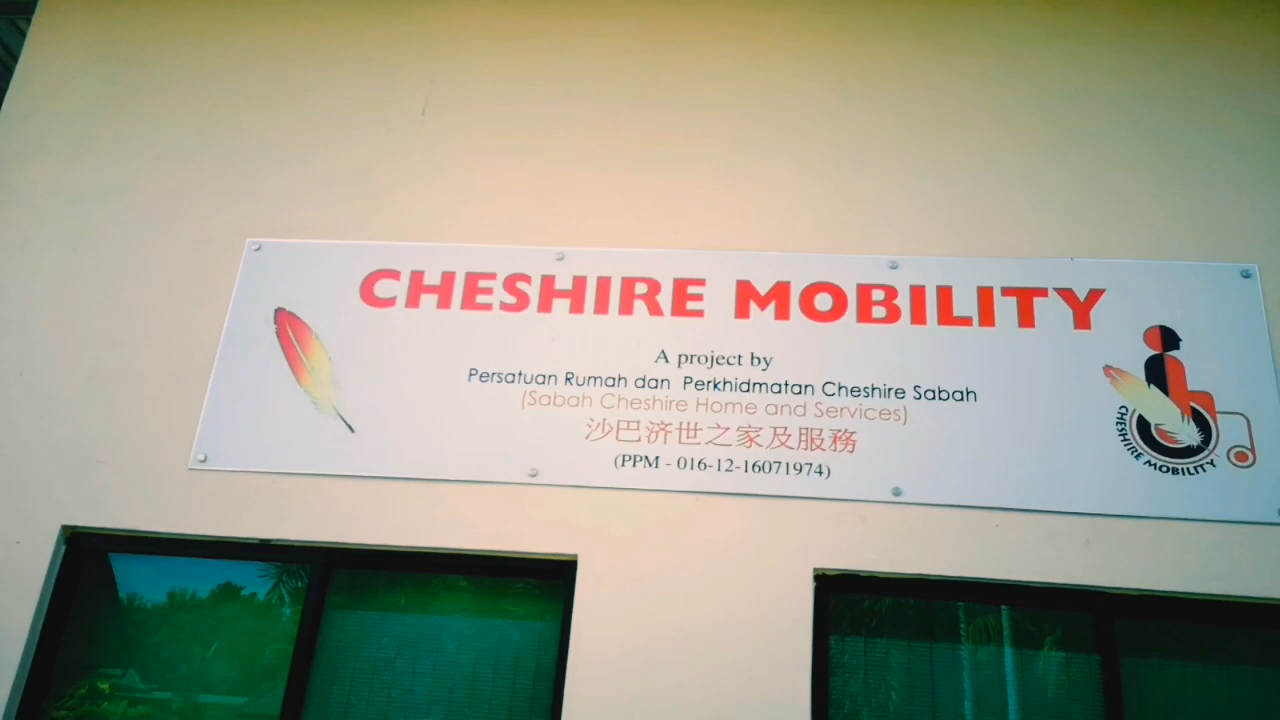 CHESHIRE MOBILITY
A project by
Persatuan Rumah dan Perkhidmatan Cheshire Sabah
(Sabah Cheshire Home and Services)
沙巴济世之家及服務
(PPM - 016-12-16071974)
CHESHIRE MOBILITY